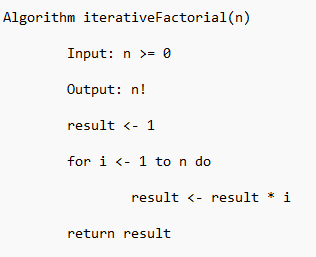 Algorithm iterativeFactorial(n)
Input: n >= 0
Output: n!
result <- 1
for i <- 1 to n do
result <- result * i
return result